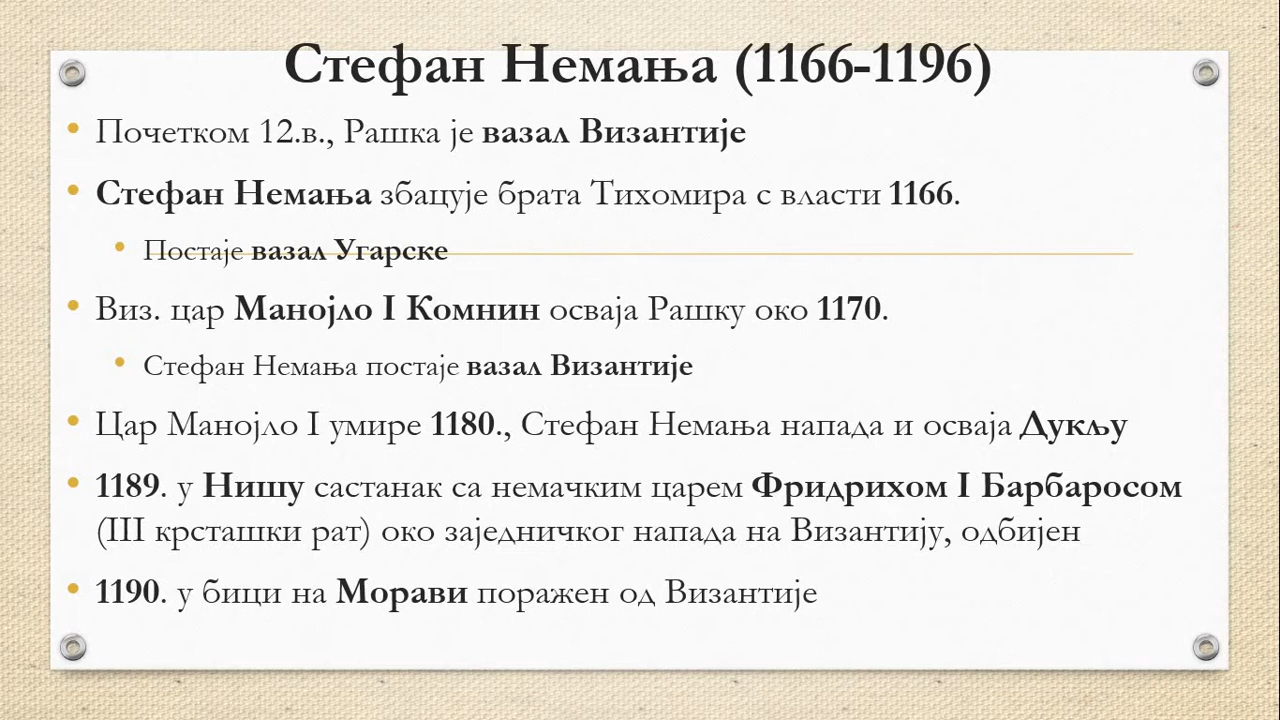 Стефан Немања (1166-1196)
• Почетком 12.в., Рашка је вазал Византије
• Стефан Немања збацује брата Тихомира с власти 1166.
• Постаје вазал Угарске
• Виз. цар Манојло I Комнин осваја Рашку око 1170.
• Стефан Немања постаје вазал Византије
• Цар Манојло I умире 1180., Стефан Немања напада и осваја Дукљу
• 1189. у Нишу састанак са немачким царем Фридрихом I Барбаросом
(III крсташки рат) око заједничког напада на Византију, одбијен
• 1190. у бици на Морави поражен од Византије